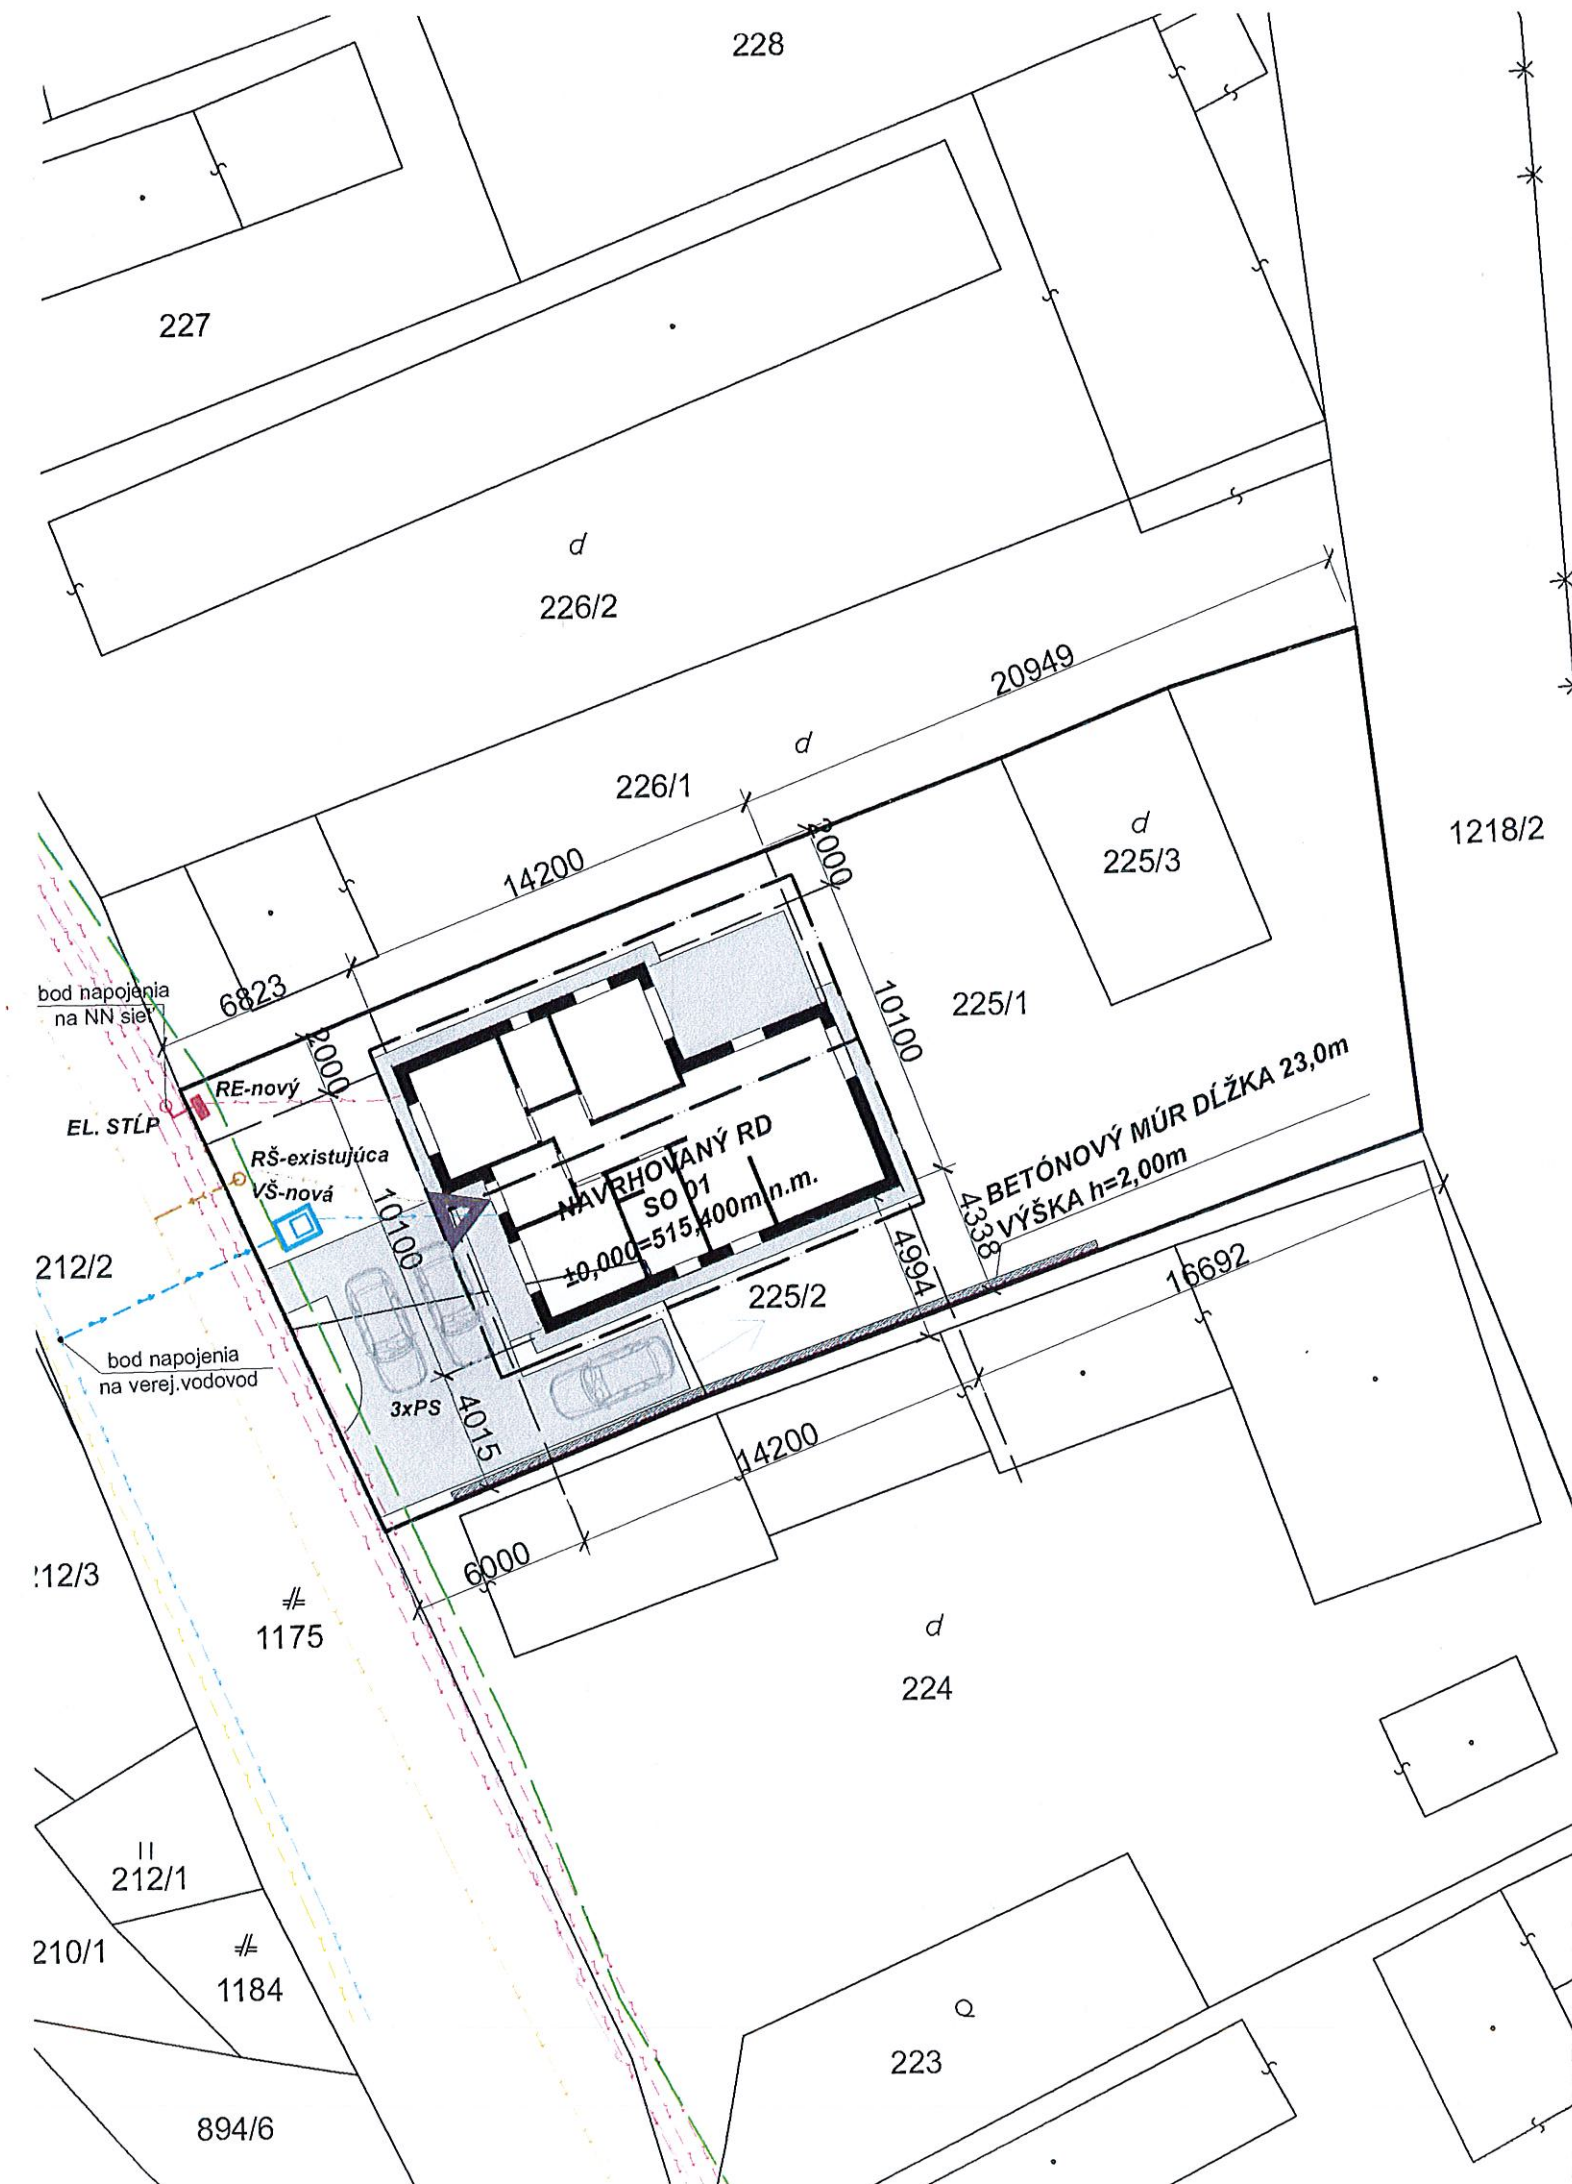 228
227
d
226/2
20949
d
226/1
d
225/3
1218/2
14200
2000
6823
bod napojenia
na NN sieť
2000
10100
225/1
RE-nový
EL. STĹP
RŠ-existujúca
VŠ-nová
10100
NAVRHOVANÝ RD
SO 01
±0,000=515,400m.n.m.
BETÓNOVÝ MÚR DĹŽKA 23,0m
VÝŠKA h=2,00m
4338
4994
16692
212/2
225/2
bod napojenia
na verej.vodovod
3xPS
4015
14200
6000
212/3
1175
d
224
II
212/1
210/1
1184
223
894/6